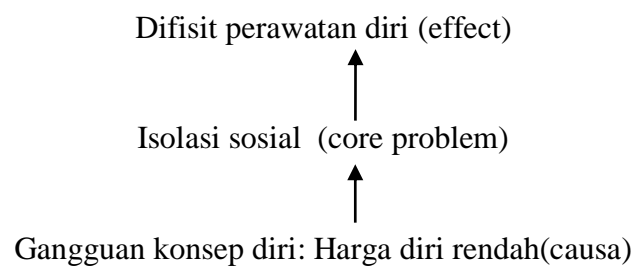 Difisit perawatan diri (effect)
Isolasi sosial (core problem)
Gangguan konsep diri: Harga diri rendah(causa)